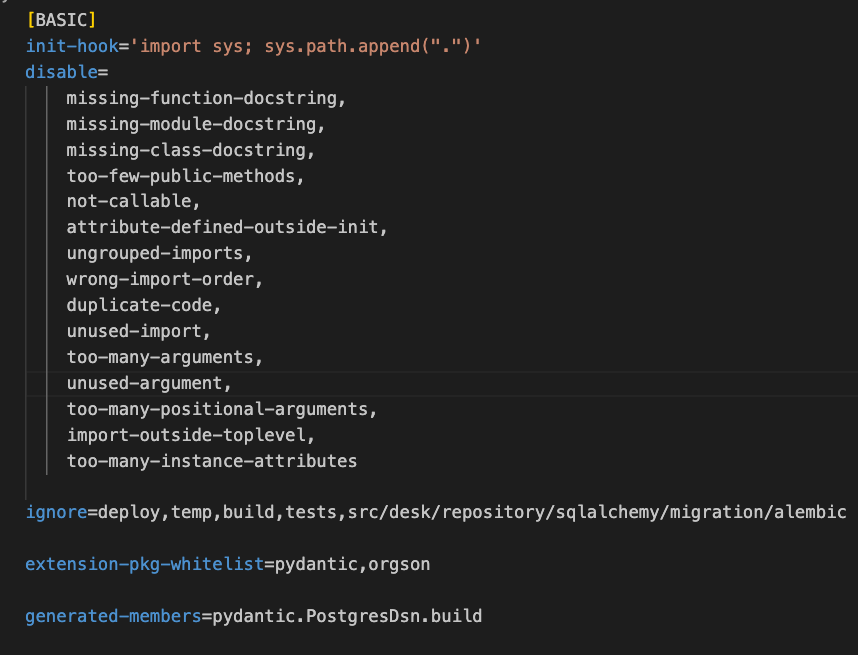 [BASIC]
init-hook='import sys; sys.path.append(".")'
disable=
missing-function-docstring,
missing-module-docstring,
missing-class-docstring,
too-few-public-methods,
not-callable,
attribute-defined-outside-init,
ungrouped-imports,
wrong-import-order,
duplicate-code,
unused-import,
too-many-arguments,
unused-argument,
too-many-positional-arguments,
import-outside-toplevel,
too-many-instance-attributes
ignore=deploy,temp,build,tests,src/desk/repository/sqlalchemy/migration/alembic
extension-pkg-whitelist=pydantic,orgson
generated-members=pydantic.PostgresDsn.build